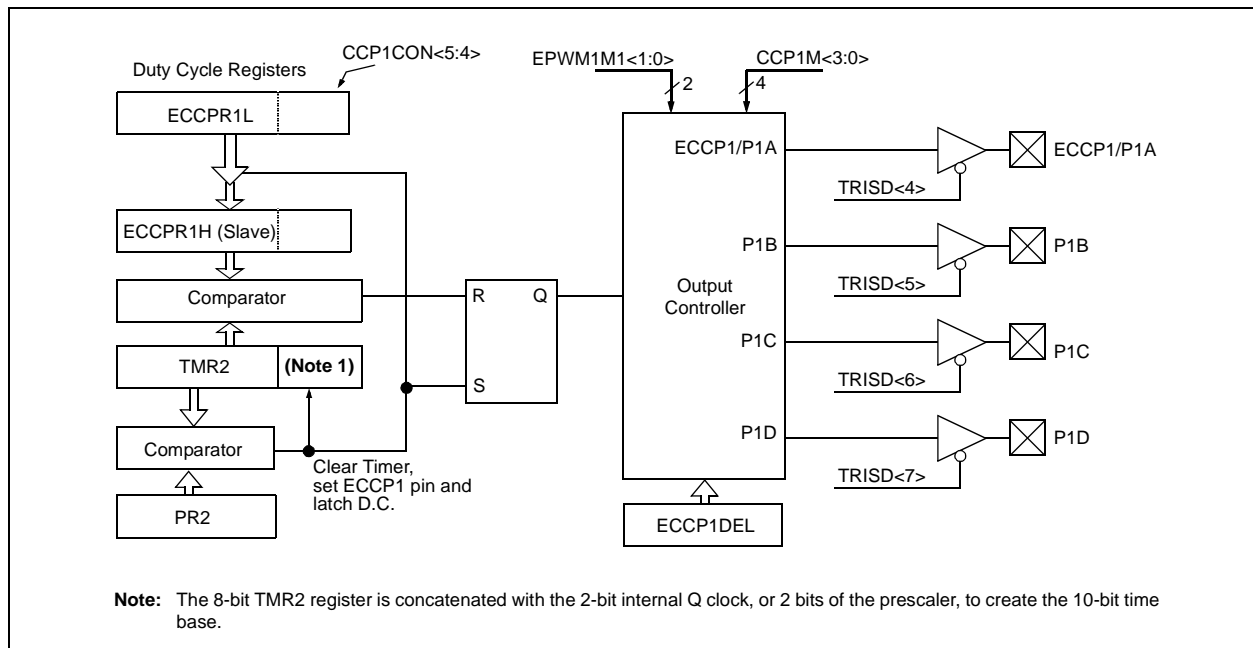 CCP1CON<5:4>
Duty Cycle Registers
EPWM1M1<1:0>
CCP1M<3:0>
2
4
ECCPR1L
ECCP1/P1A
ECCP1/P1A
TRISD<4>
ECCPR1H (Slave)
P1B
P1B
TRISD<5>
Comparator
R
Q
Output
Controller
TMR2
(Note 1)
P1C
P1C
S
TRISD<6>
Comparator
P1D
P1D
Clear Timer,
set ECCP1 pin and
latch D.C.
TRISD<7>
PR2
ECCP1DEL
Note: The 8-bit TMR2 register is concatenated with the 2-bit internal Q clock, or 2 bits of the prescaler, to create the 10-bit time
base.